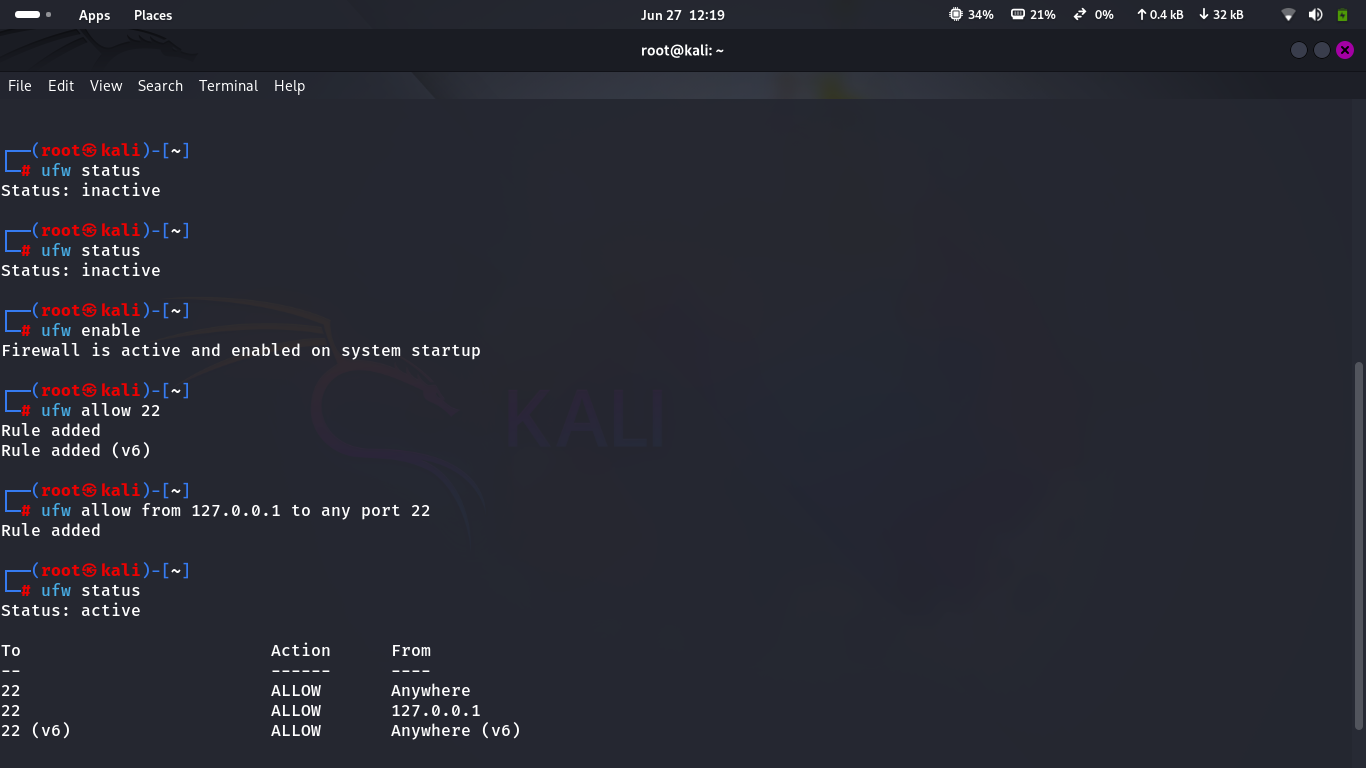 Apps Places Jun 27 12:19 34% 21% 0% 0.4 kB 32 kB
root@kali: ~
File Edit View Search Terminal Help
┌──(root㉿kali)-[~]
└─# ufw status
Status: inactive
┌──(root㉿kali)-[~]
└─# ufw status
Status: inactive
┌──(root㉿kali)-[~]
└─# ufw enable
Firewall is active and enabled on system startup
┌──(root㉿kali)-[~]
└─# ufw allow 22
Rule added
Rule added (v6)
┌──(root㉿kali)-[~]
└─# ufw allow from 127.0.0.1 to any port 22
Rule added
┌──(root㉿kali)-[~]
└─# ufw status
Status: active
To Action From
-- ------ ----
22 ALLOW Anywhere
22 ALLOW 127.0.0.1
22 (v6) ALLOW Anywhere (v6)
KALI